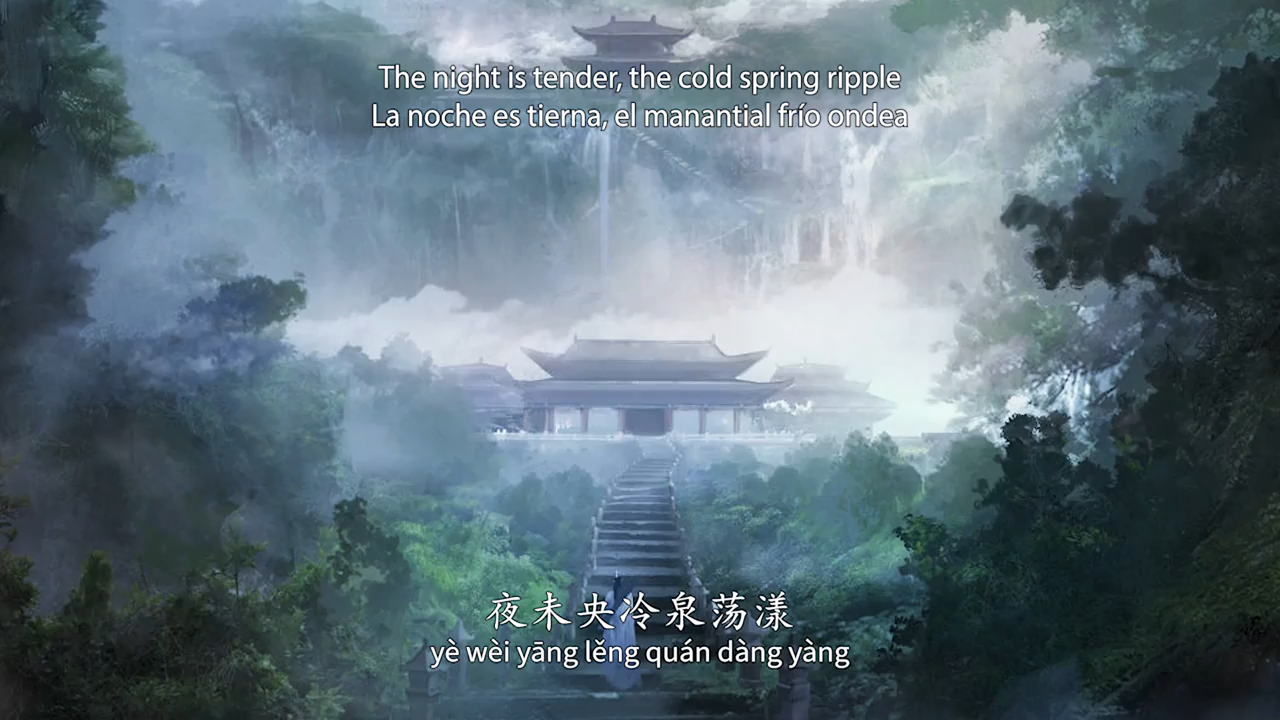 The night is tender, the cold spring ripple
La noche es tierna, el manantial frío ondea
夜未央冷泉荡漾
yè wèi yāng lěng quán dàng yàng